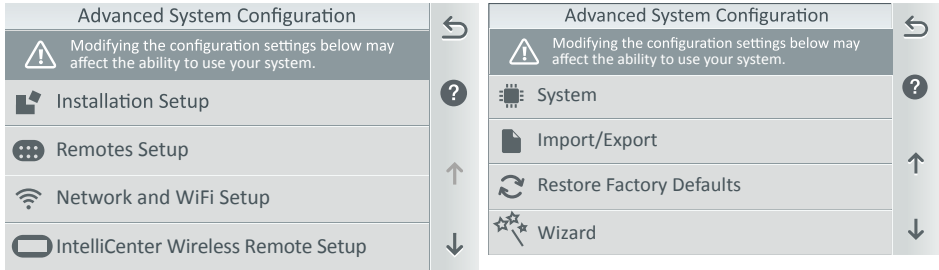 Advanced System Configuration
Modifying the configuration settings below may
affect the ability to use your system.
Installation Setup
Remotes Setup
Network and WiFi Setup
IntelliCenter Wireless Remote Setup
?
Advanced System Configuration
Modifying the configuration settings below may
affect the ability to use your system.
System
Import/Export
Restore Factory Defaults
Wizard
?